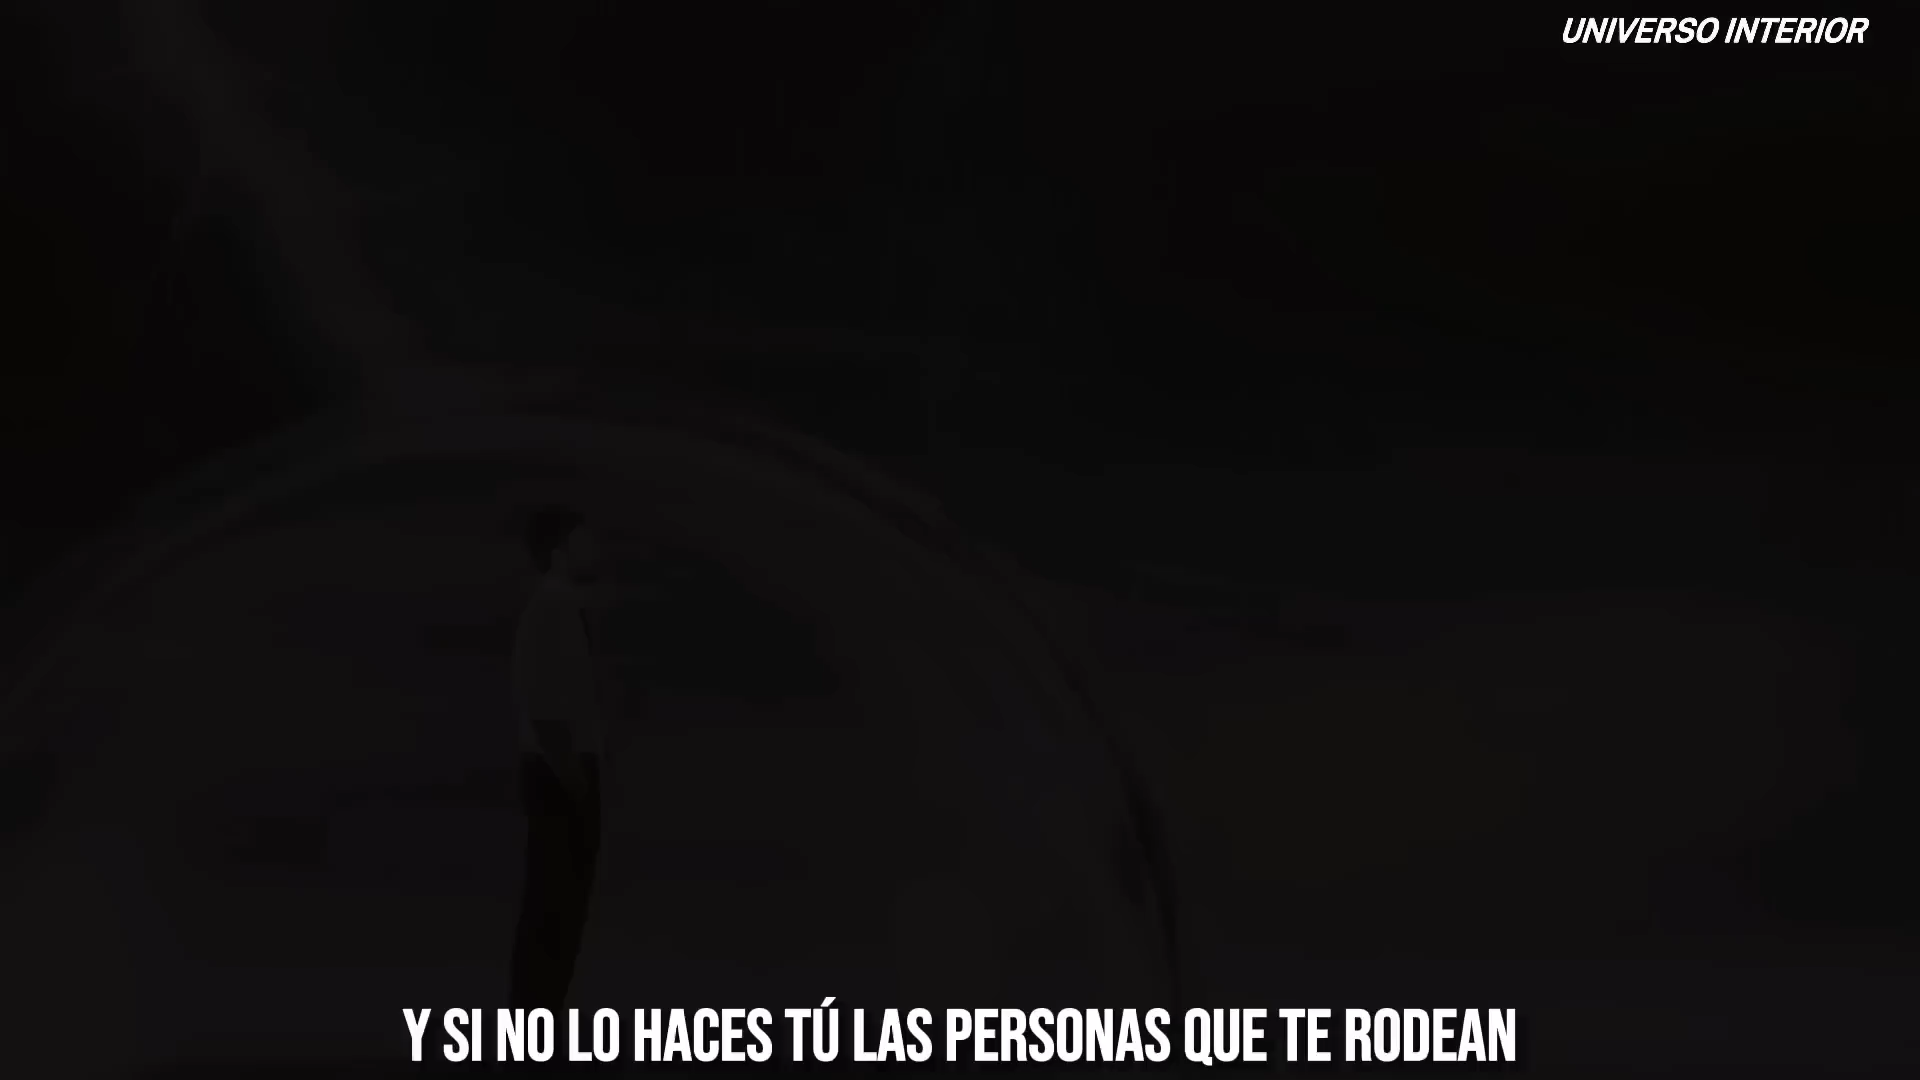 UNIVERSO INTERIOR
Y SI NO LO HACES TÚ LAS PERSONAS QUE TE RODEAN